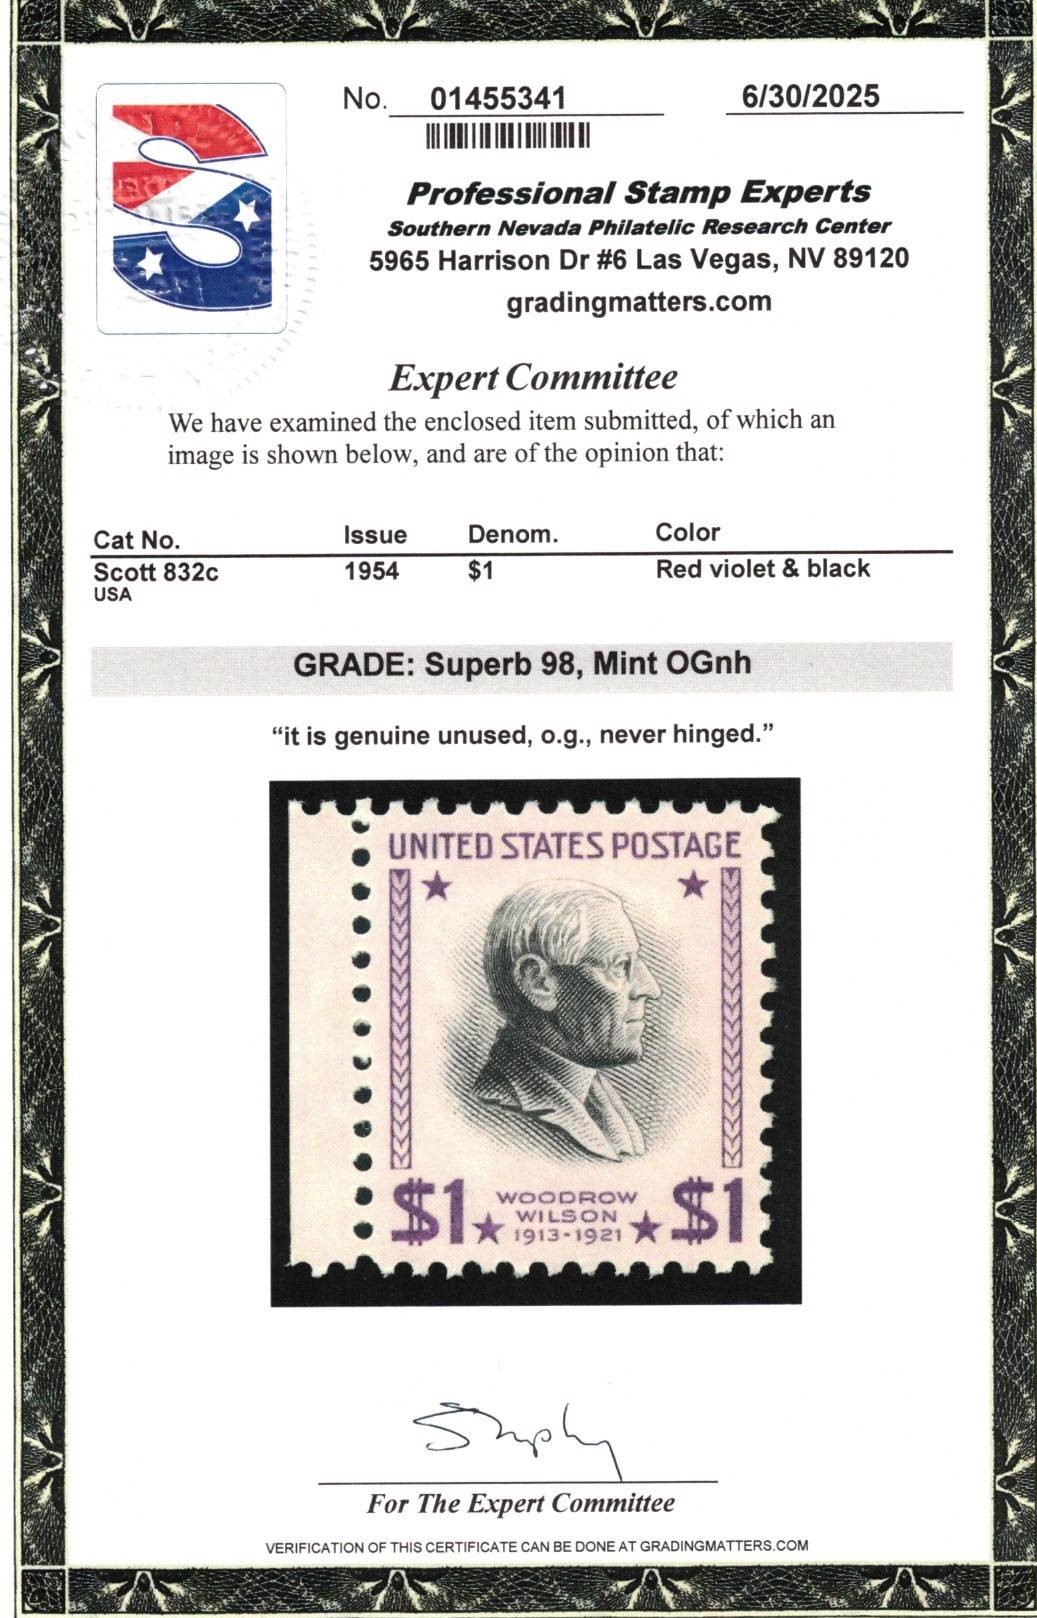 No. 01455341
6/30/2025
Professional Stamp Experts
Southern Nevada Philatelic Research Center
5965 Harrison Dr #6 Las Vegas, NV 89120
gradingmatters.com
Expert Committee
We have examined the enclosed item submitted, of which an
image is shown below, and are of the opinion that:
Cat No. Issue Denom. Color
Scott 832c 1954 $1 Red violet & black
USA
GRADE: Superb 98, Mint OGnh
“it is genuine unused, o.g., never hinged.”
UNITED STATES POSTAGE
$1 WOODROW $1
WILSON
1913-1921
For The Expert Committee
VERIFICATION OF THIS CERTIFICATE CAN BE DONE AT GRADINGMATTERS.COM